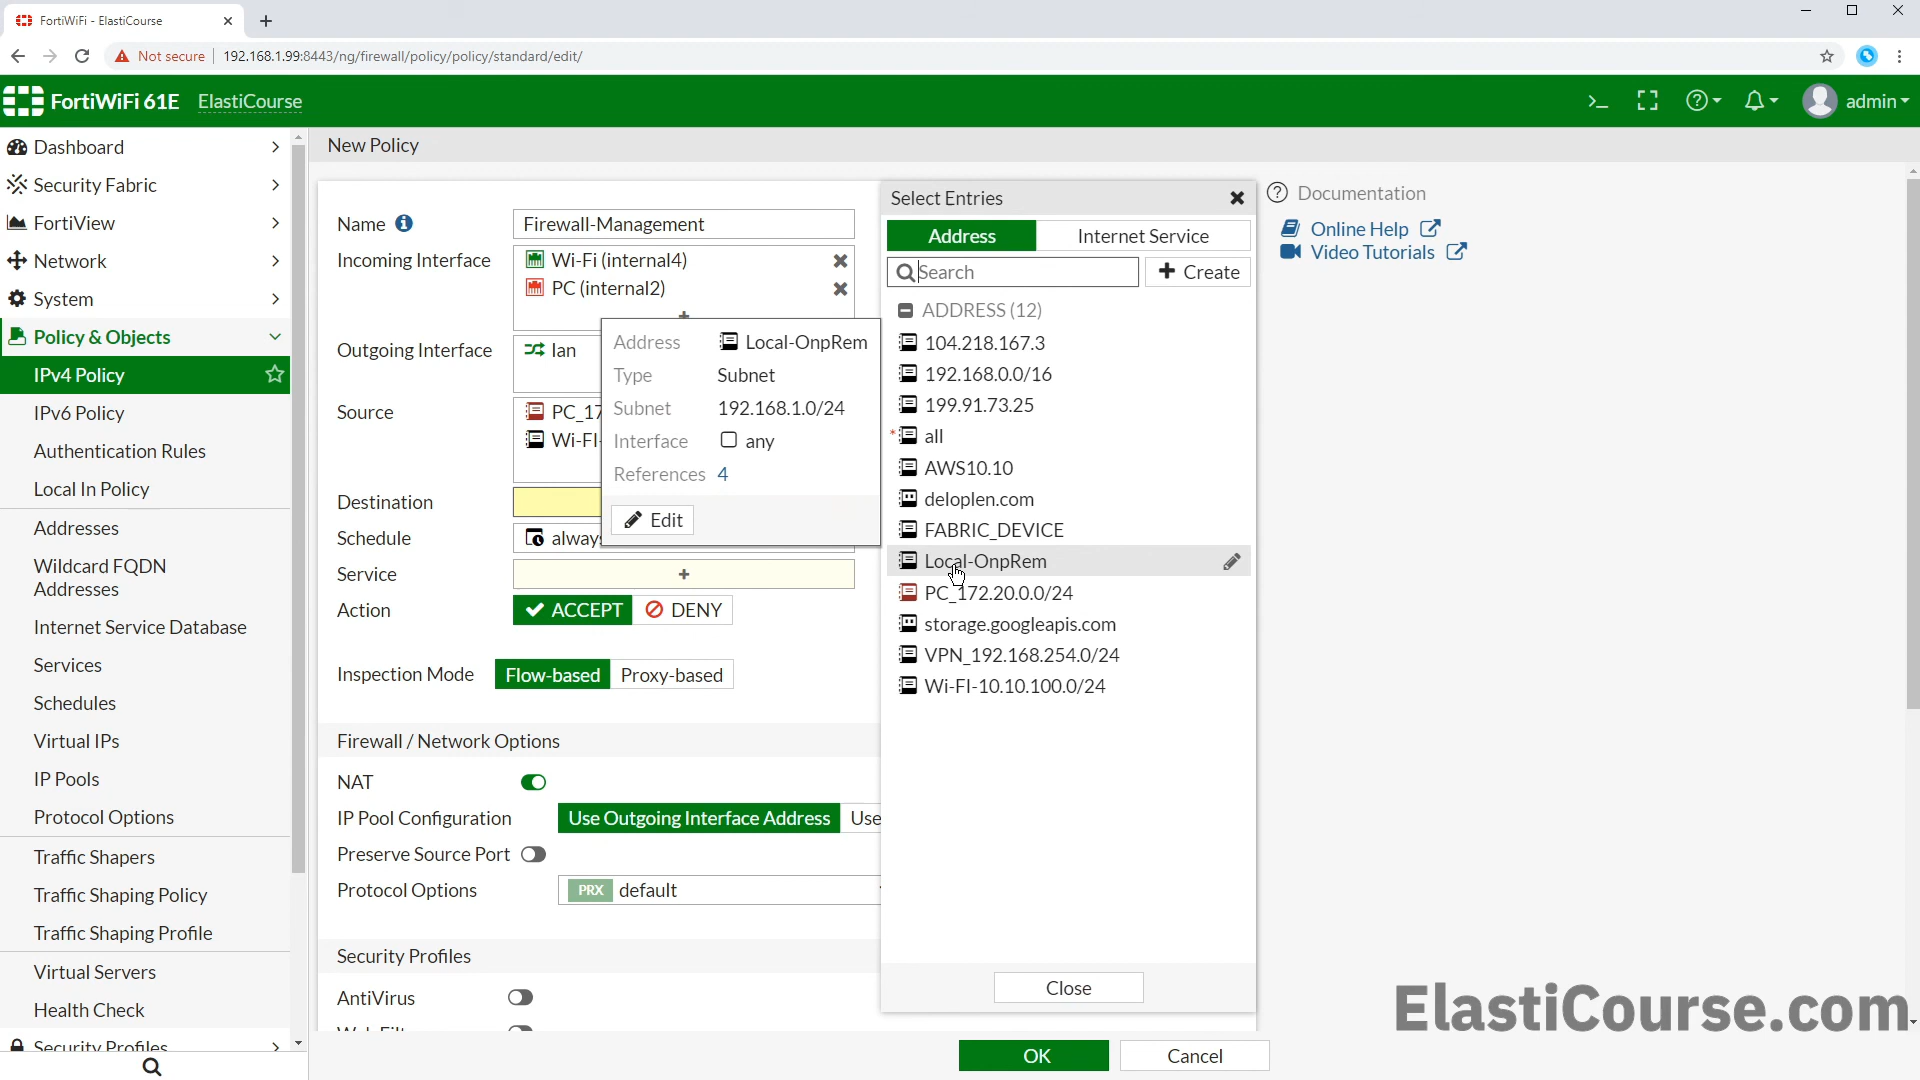 FortiWiFi - ElastiCourse
Not secure
192.168.1.99:8443/ng/firewall/policy/policy/standard/edit/
FortiWiFi 61E
ElastiCourse
admin
Dashboard
Security Fabric
FortiView
Network
System
Policy & Objects
IPv4 Policy
IPv6 Policy
Authentication Rules
Local In Policy
Addresses
Wildcard FQDN
Addresses
Internet Service Database
Services
Schedules
Virtual IPs
IP Pools
Protocol Options
Traffic Shapers
Traffic Shaping Policy
Traffic Shaping Profile
Virtual Servers
Health Check
Security Profiles
New Policy
Name
Firewall-Management
Incoming Interface
Wi-Fi (internal4)
PC (internal2)
Outgoing Interface
lan
Source
PC_17
Wi-FI-
Destination
Schedule
always
Service
Action
ACCEPT
DENY
Inspection Mode
Flow-based
Proxy-based
Firewall / Network Options
NAT
IP Pool Configuration
Use Outgoing Interface Address
Use
Preserve Source Port
Protocol Options
PRX
default
Security Profiles
AntiVirus
Address
Local-OnpRem
Type
Subnet
Subnet
192.168.1.0/24
Interface
any
References
4
Edit
Select Entries
Address
Internet Service
Search
Create
ADDRESS (12)
104.218.167.3
192.168.0.0/16
199.91.73.25
all
AWS10.10
deloplen.com
FABRIC_DEVICE
Local-OnpRem
PC_172.20.0.0/24
storage.googleapis.com
VPN_192.168.254.0/24
Wi-FI-10.10.100.0/24
Close
OK
Cancel
Documentation
Online Help
Video Tutorials
ElastiCourse.com